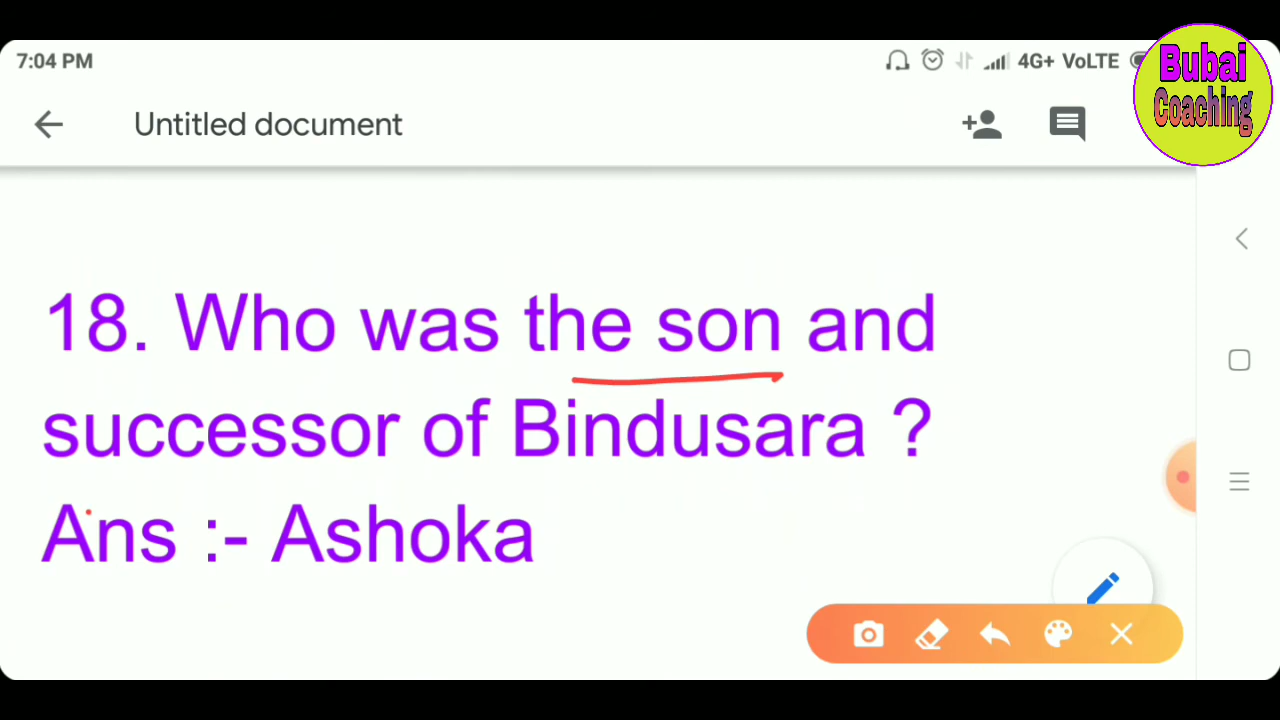 7:04 PM
4G+ VoLTE
Bubai
Coaching
Untitled document
18. Who was the son and
successor of Bindusara ?
Ans :- Ashoka